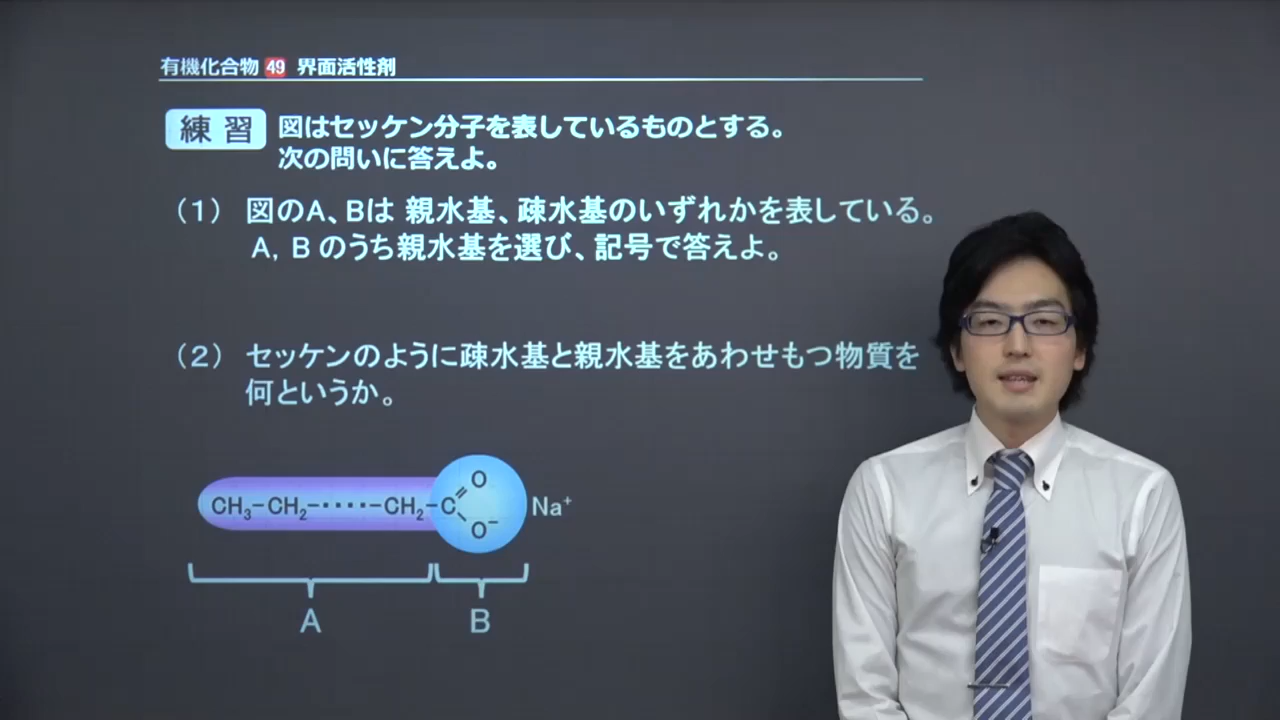 有機化合物 49 界面活性剤
練習 図はセッケン分子を表しているものとする。
次の問いに答えよ。
(1) 図のA、Bは 親水基、疎水基のいずれかを表している。
A, B のうち親水基を選び、記号で答えよ。
(2) セッケンのように疎水基と親水基をあわせもつ物質を
何というか。
CH₃-CH₂-・・・・-CH₂-C O O⁻ Na⁺
A B